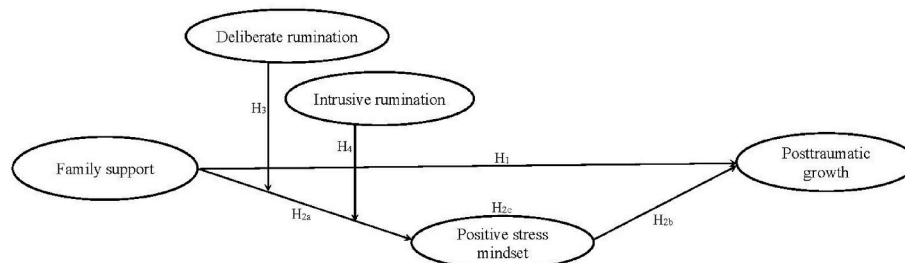 Deliberate rumination
Intrusive rumination
H3
H4
Family support
H1
Posttraumatic
growth
H2a
H2c
H2b
Positive stress
mindset